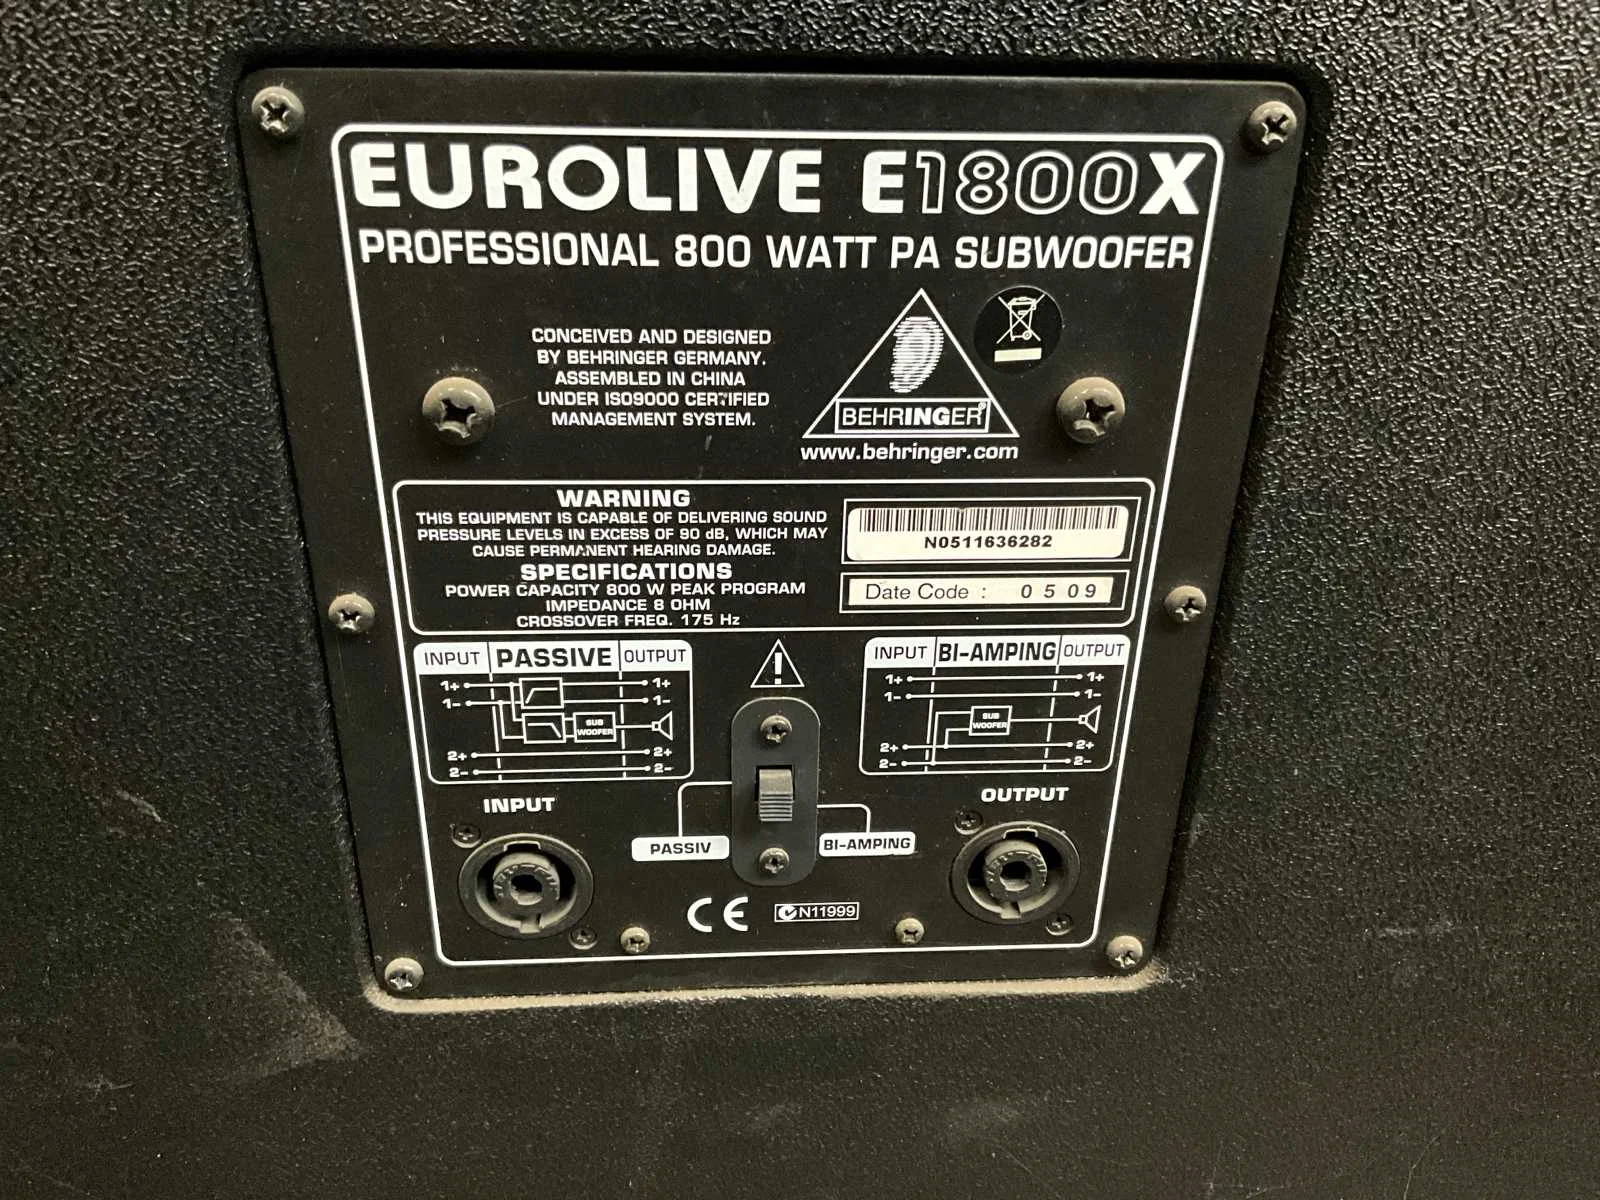 EUROLIVE E1800X
PROFESSIONAL 800 WATT PA SUBWOOFER
CONCEIVED AND DESIGNED
BY BEHRINGER GERMANY.
ASSEMBLED IN CHINA
UNDER ISO9000 CERTIFIED
MANAGEMENT SYSTEM.
BEHRINGER®
www.behringer.com
WARNING
THIS EQUIPMENT IS CAPABLE OF DELIVERING SOUND
PRESSURE LEVELS IN EXCESS OF 90 dB, WHICH MAY
CAUSE PERMANENT HEARING DAMAGE.
SPECIFICATIONS
POWER CAPACITY 800 W PEAK PROGRAM
IMPEDANCE 8 OHM
CROSSOVER FREQ. 175 Hz
N0511636282
Date Code : 0 5 0 9
INPUT PASSIVE OUTPUT
1+ 1+
1- 1-
SUB
WOOFER
2+ 2+
2- 2-
!
INPUT BI-AMPING OUTPUT
1+ 1+
1- 1-
SUB
WOOFER
2+ 2+
2- 2-
INPUT
OUTPUT
PASSIV
BI-AMPING
CE
N11999